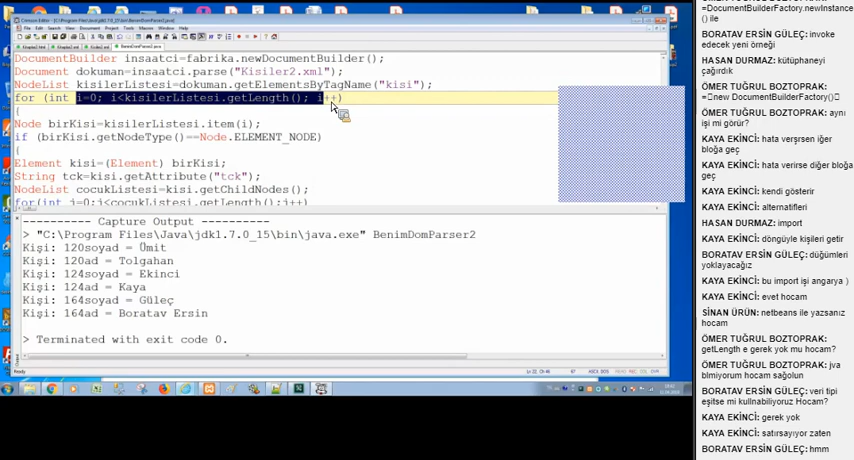 DocumentBuilder insaatci=fabrika.newDocumentBuilder();
Document dokuman=insaatci.parse("Kisiler2.xml");
NodeList kisilerListesi=dokuman.getElementsByTagName("kisi");
for (int i=0; i<kisilerListesi.getLength(); i++)
{
Node birKisi=kisilerListesi.item(i);
if (birKisi.getNodeType()==Node.ELEMENT_NODE)
{
Element kisi=(Element) birKisi;
String tck=kisi.getAttribute("tck");
NodeList cocukListesi=kisi.getChildNodes();
for(int j=0;j<cocukListesi.getLength();j++)
---------- Capture Output ----------
> "C:\Program Files\Java\jdk1.7.0_15\bin\java.exe" BenimDomParser2
Kişi: 120soyad = Ümit
Kişi: 120ad = Tolgahan
Kişi: 124soyad = Ekinci
Kişi: 124ad = Kaya
Kişi: 164soyad = Güleç
Kişi: 164ad = Boratav Ersin
> Terminated with exit code 0.
=DocumentBuilderFactory.newInstance
() ile
BORATAV ERSİN GÜLEÇ: invoke
edecek yeni örneği
HASAN DURMAZ: kütüphaneyi
çağırdık
ÖMER TUĞRUL BOZTOPRAK:
new DocumentBuilderFactory()
ÖMER TUĞRUL BOZTOPRAK: aynı
işi mi görür?
KAYA EKİNCİ: hata verşrsen iğer
bloğa geç
KAYA EKİNCİ: hata verirse diğer bloğa
geç
KAYA EKİNCİ: kendi gösterir
KAYA EKİNCİ: alternatifleri
HASAN DURMAZ: import
KAYA EKİNCİ: döngüyle kişileri getir
BORATAV ERSİN GÜLEÇ: düğümleri
yoklayacağız
KAYA EKİNCİ: bu import işi angarya )
KAYA EKİNCİ: evet hocam
SİNAN ÜRÜN: netbeans ile yazsanız
hocam
ÖMER TUĞRUL BOZTOPRAK:
getLength e gerek yok mu hocam?
ÖMER TUĞRUL BOZTOPRAK: jva
blmiyorum hocam sağolun
BORATAV ERSİN GÜLEÇ: veri tipi
eşitse mi kullnabiliyoruz Hocam?
KAYA EKİNCİ: gerek yok
KAYA EKİNCİ: satırsayıyor zaten
BORATAV ERSİN GÜLEÇ: hmm